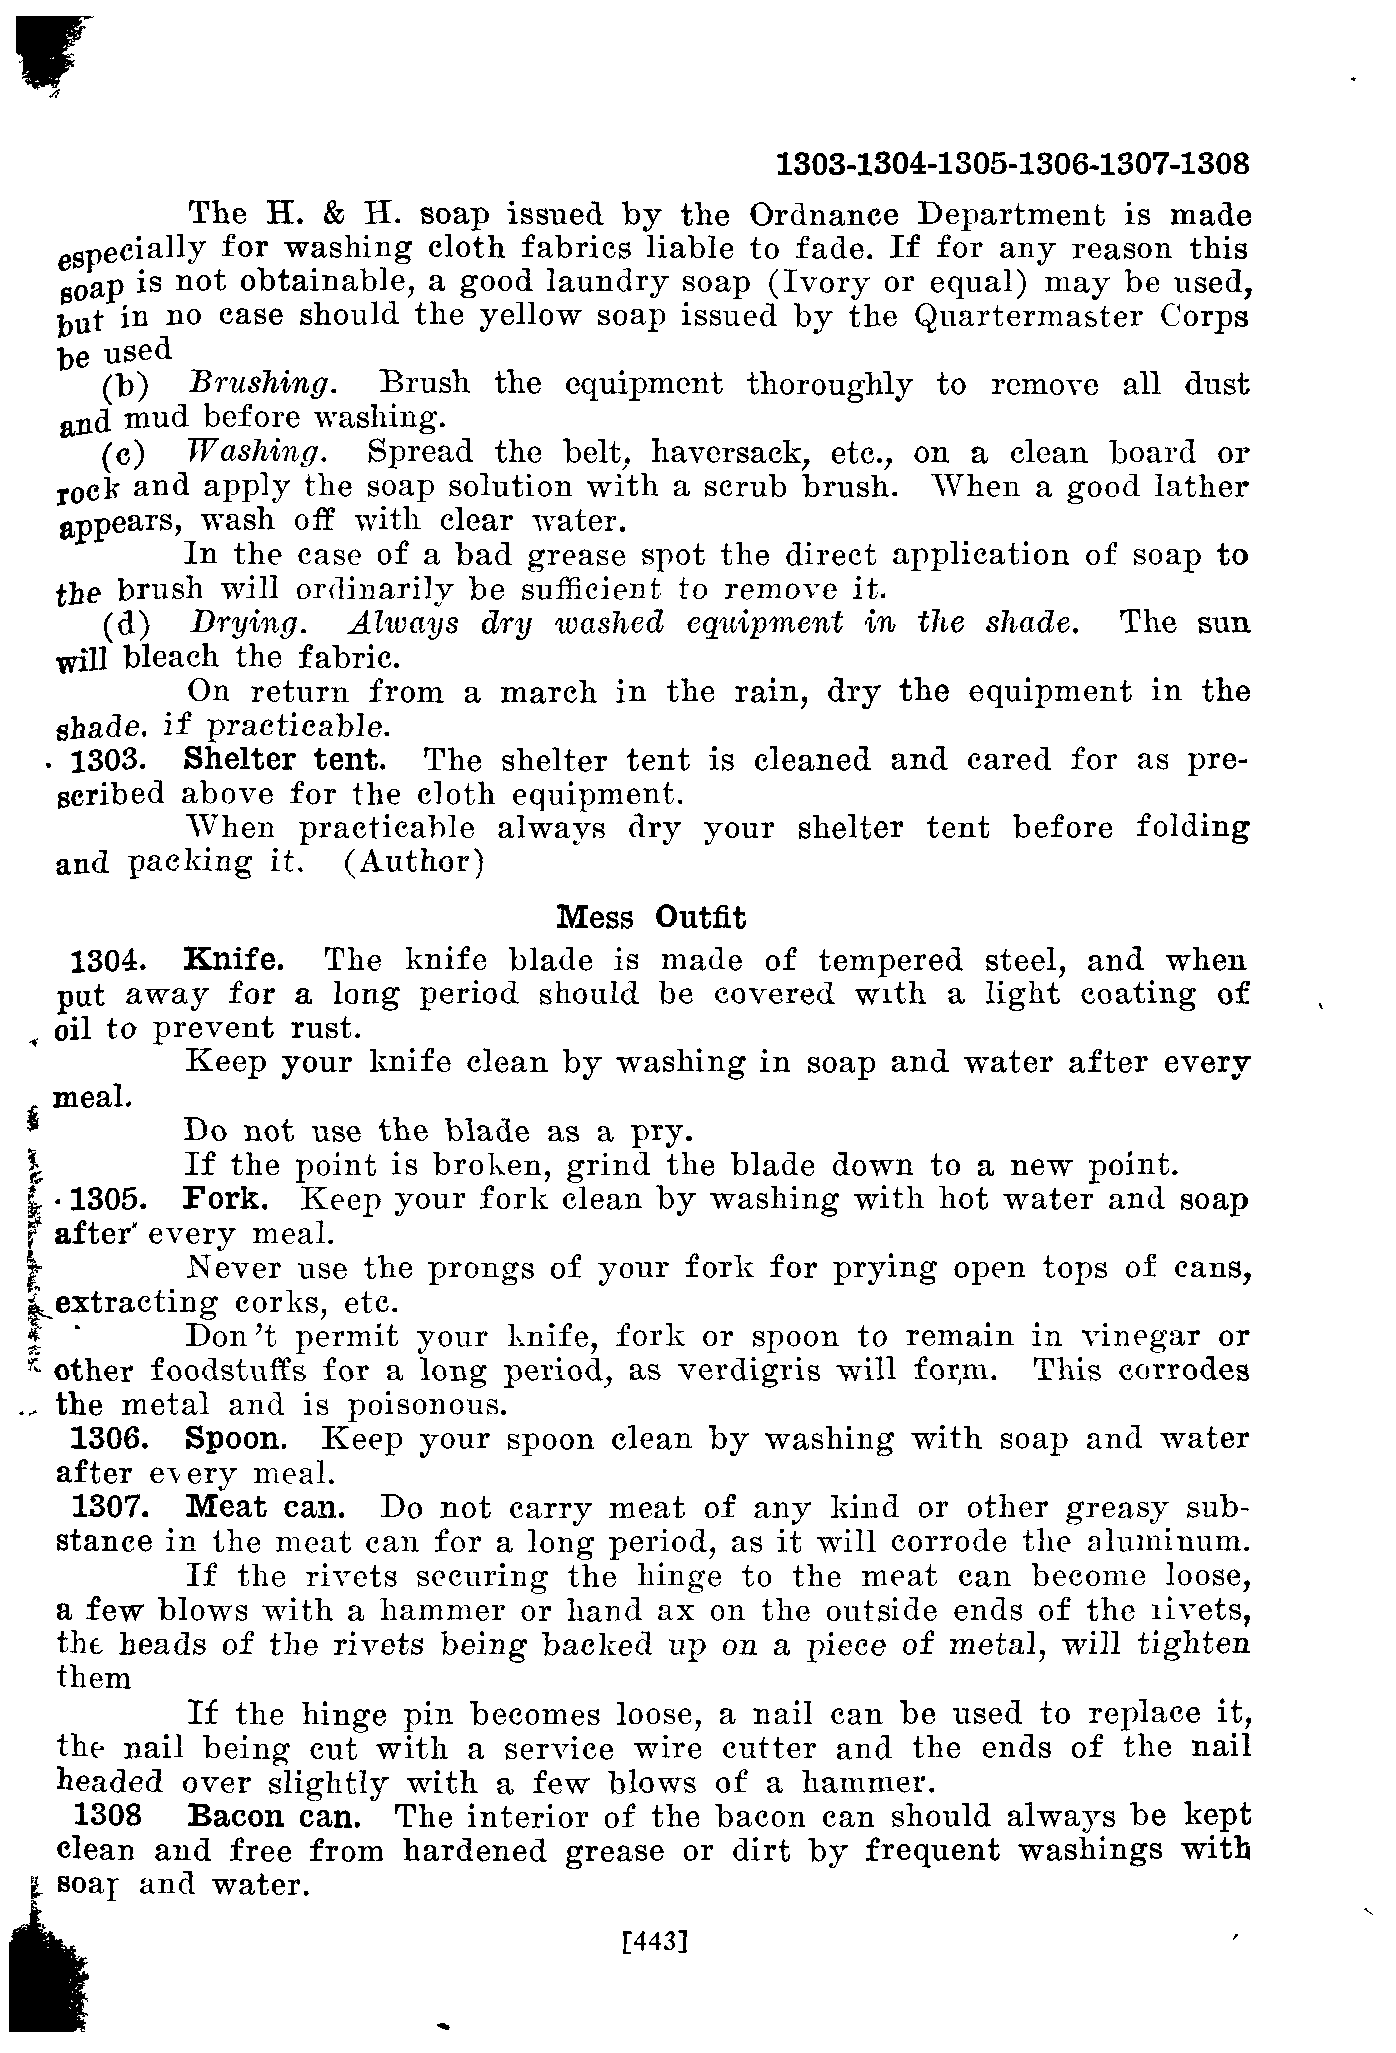 1303-1304-1305-1306-1307-1308
The H. & H. soap issued by the Ordnance Department is made
especially for washing cloth fabrics liable to fade. If for any reason this
soap is not obtainable, a good laundry soap (Ivory or equal) may be used,
but in no case should the yellow soap issued by the Quartermaster Corps
be used
(b) Brushing. Brush the equipment thoroughly to remove all dust
and mud before washing.
(c) Washing. Spread the belt, haversack, etc., on a clean board or
rock and apply the soap solution with a scrub brush. When a good lather
appears, wash off with clear water.
In the case of a bad grease spot the direct application of soap to
the brush will ordinarily be sufficient to remove it.
(d) Drying. Always dry washed equipment in the shade. The sun
will bleach the fabric.
On return from a march in the rain, dry the equipment in the
shade, if practicable.
1303. Shelter tent. The shelter tent is cleaned and cared for as pre-
scribed above for the cloth equipment.
When practicable always dry your shelter tent before folding
and packing it. (Author)
Mess Outfit
1304. Knife. The knife blade is made of tempered steel, and when
put away for a long period should be covered with a light coating of
oil to prevent rust.
Keep your knife clean by washing in soap and water after every
meal.
Do not use the blade as a pry.
If the point is broken, grind the blade down to a new point.
1305. Fork. Keep your fork clean by washing with hot water and soap
after every meal.
Never use the prongs of your fork for prying open tops of cans,
extracting corks, etc.
Don't permit your knife, fork or spoon to remain in vinegar or
other foodstuffs for a long period, as verdigris will form. This corrodes
the metal and is poisonous.
1306. Spoon. Keep your spoon clean by washing with soap and water
after every meal.
1307. Meat can. Do not carry meat of any kind or other greasy sub-
stance in the meat can for a long period, as it will corrode the aluminum.
If the rivets securing the hinge to the meat can become loose,
a few blows with a hammer or hand ax on the outside ends of the rivets,
the heads of the rivets being backed up on a piece of metal, will tighten
them
If the hinge pin becomes loose, a nail can be used to replace it,
the nail being cut with a service wire cutter and the ends of the nail
headed over slightly with a few blows of a hammer.
1308 Bacon can. The interior of the bacon can should always be kept
clean and free from hardened grease or dirt by frequent washings with
soap and water.
[443]